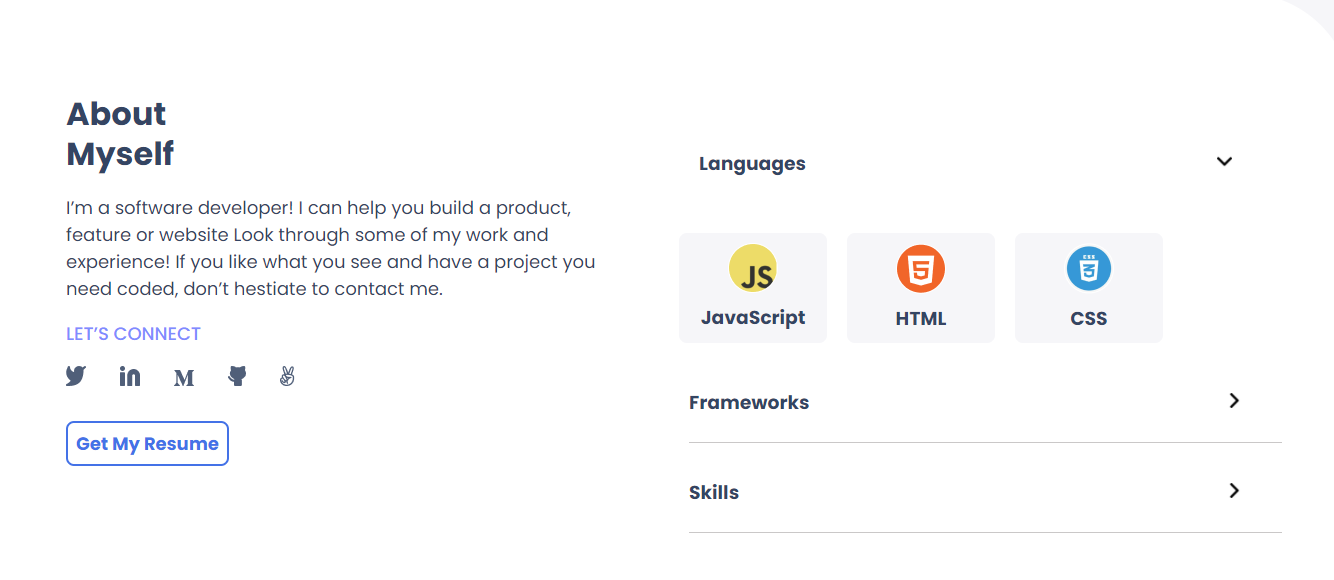 About
Myself
I’m a software developer! I can help you build a product,
feature or website Look through some of my work and
experience! If you like what you see and have a project you
need coded, don’t hestiate to contact me.
LET’S CONNECT
Get My Resume
Languages
JS
JavaScript
HTML
CSS
CSS
Frameworks
Skills